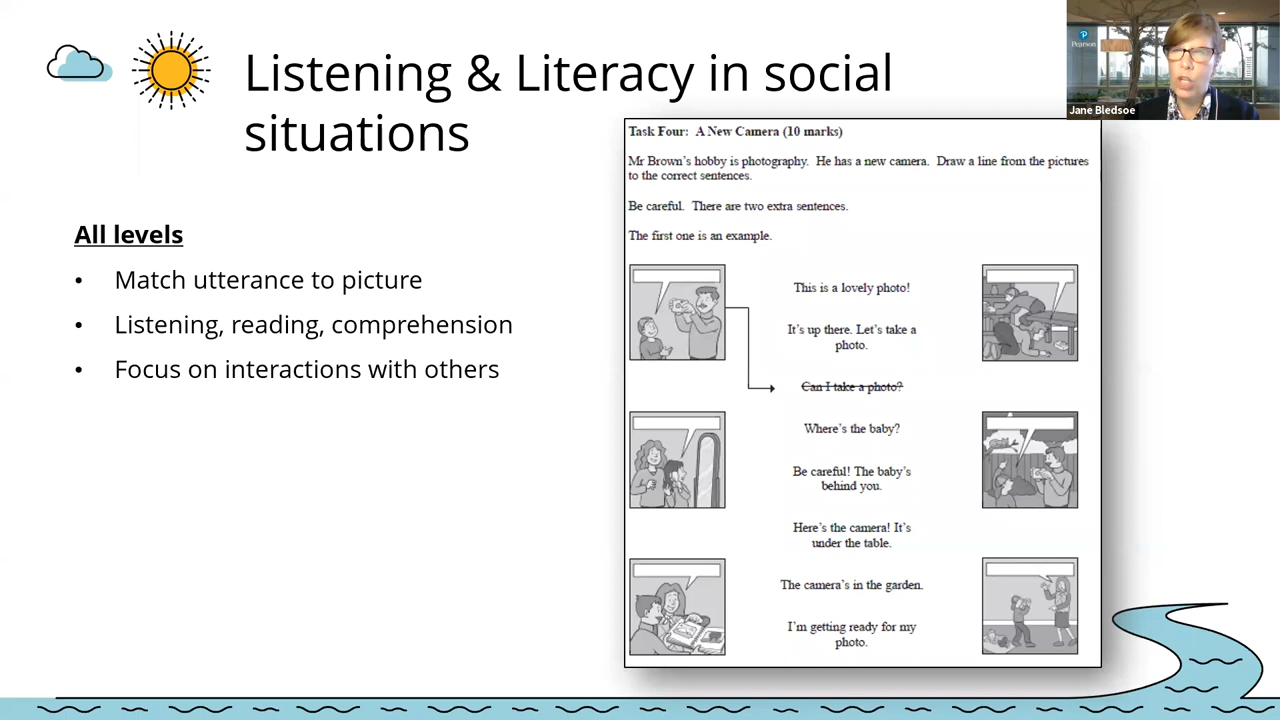 Listening & Literacy in social
situations
All levels
• Match utterance to picture
• Listening, reading, comprehension
• Focus on interactions with others
Task Four: A New Camera (10 marks)
Mr Brown's hobby is photography. He has a new camera. Draw a line from the pictures
to the correct sentences.
Be careful. There are two extra sentences.
The first one is an example.
This is a lovely photo!
It's up there. Let's take a
photo.
Can I take a photo?
Where's the baby?
Be careful! The baby's
behind you.
Here's the camera! It's
under the table.
The camera's in the garden.
I'm getting ready for my
photo.
Pearson
Jane Bledsoe